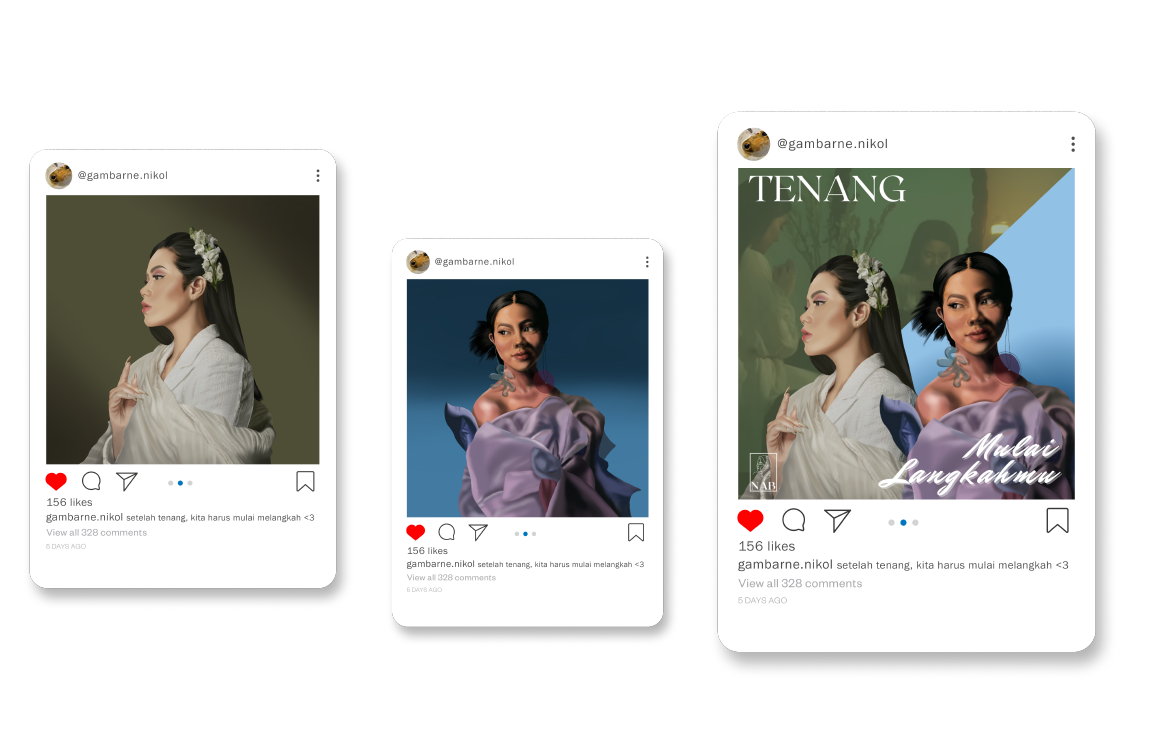 @gambarne.nikol
156 likes
gambarne.nikol setelah tenang, kita harus mulai melangkah <3
View all 328 comments
5 DAYS AGO
@gambarne.nikol
156 likes
gambarne.nikol setelah tenang, kita harus mulai melangkah <3
View all 328 comments
5 DAYS AGO
@gambarne.nikol
TENANG
Mulai
Langkahmu
NAB
156 likes
gambarne.nikol setelah tenang, kita harus mulai melangkah <3
View all 328 comments
5 DAYS AGO